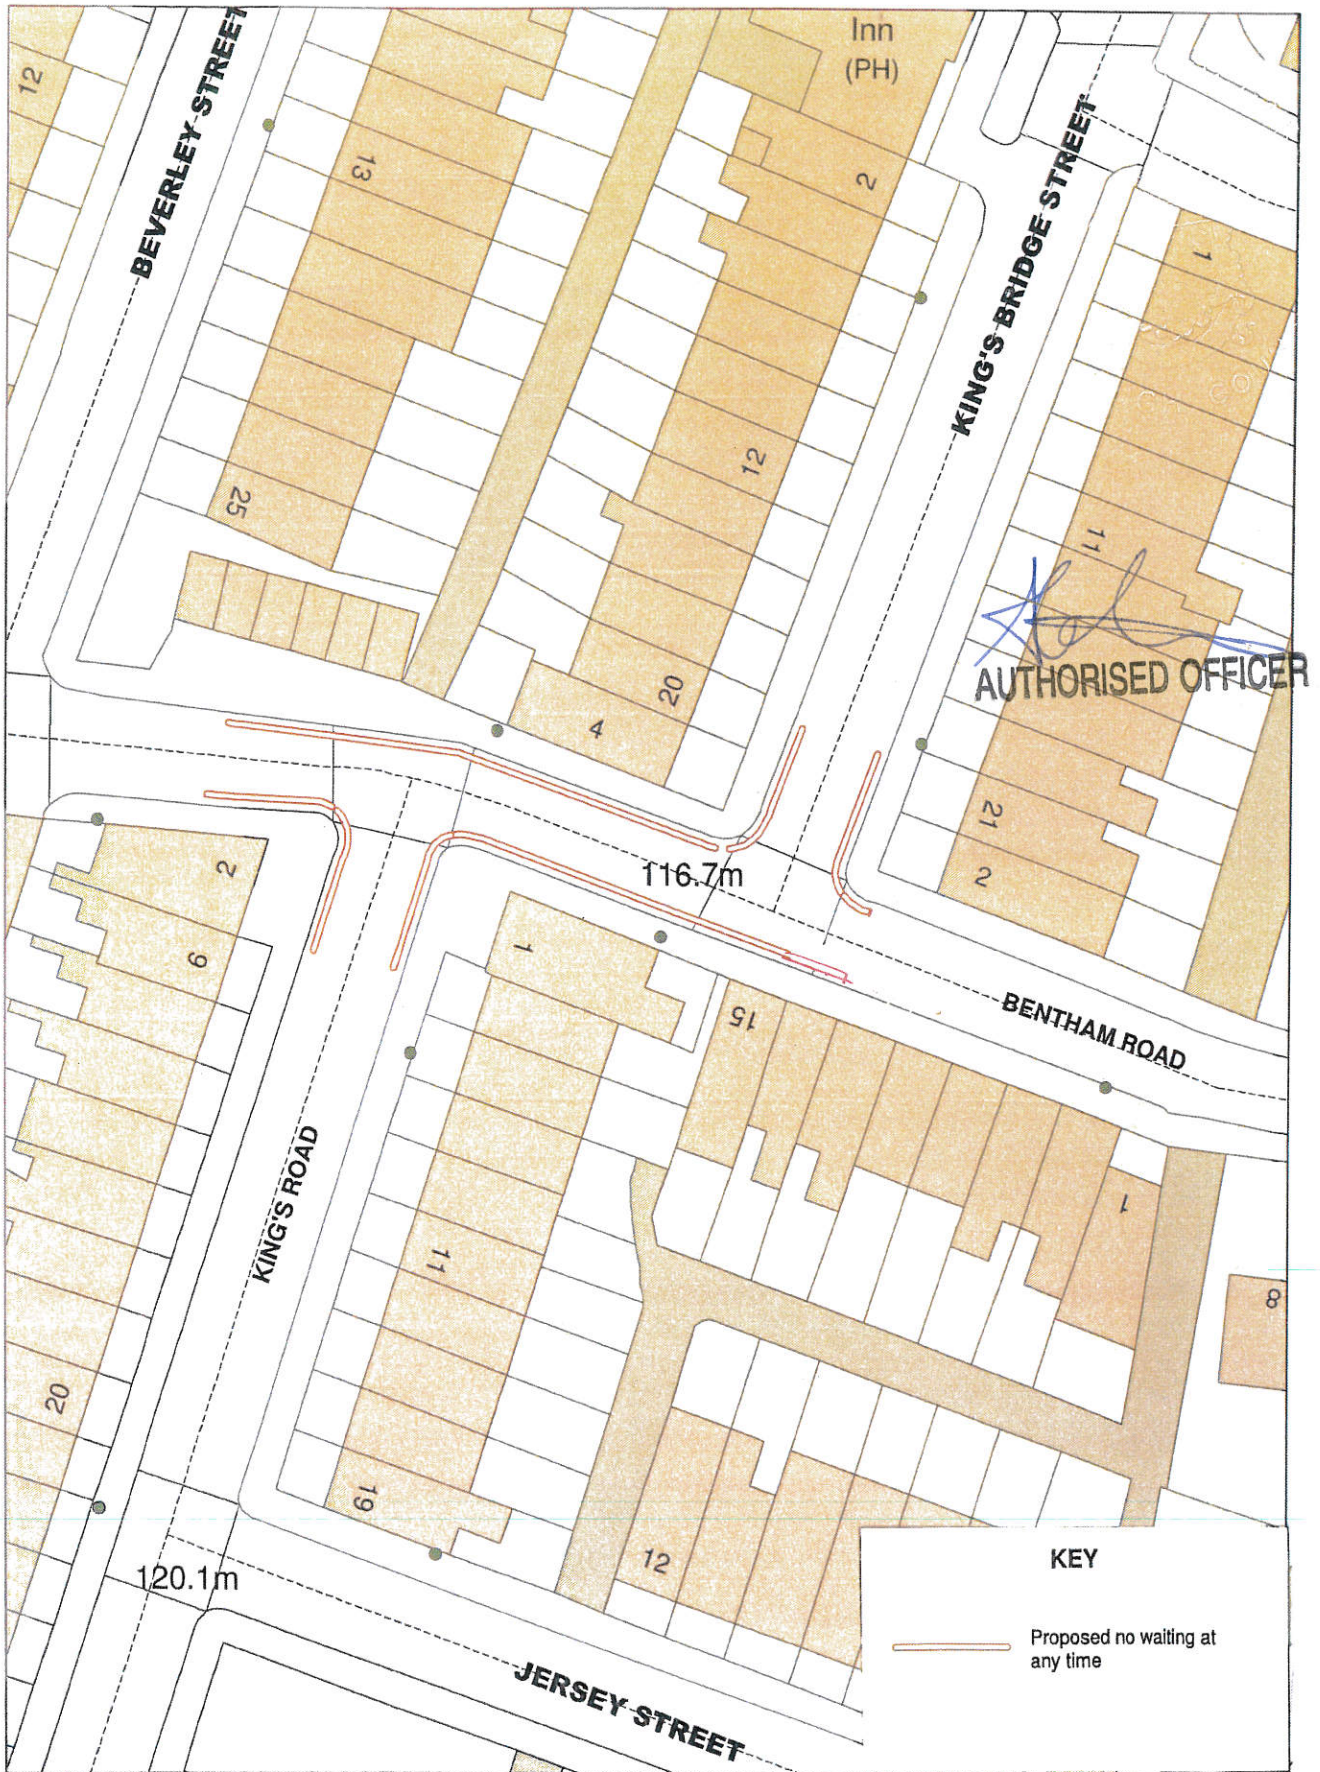 Inn
(PH)
12
BEVERLEY STREET
13
2
KING'S BRIDGE STREET
1
12
25
11
AUTHORISED OFFICER
20
4
21
2
116.7m
2
9
1
15
BENTHAM ROAD
KING'S ROAD
1
11
8
20
19
12
120.1m
JERSEY STREET
KEY
Proposed no waiting at
any time